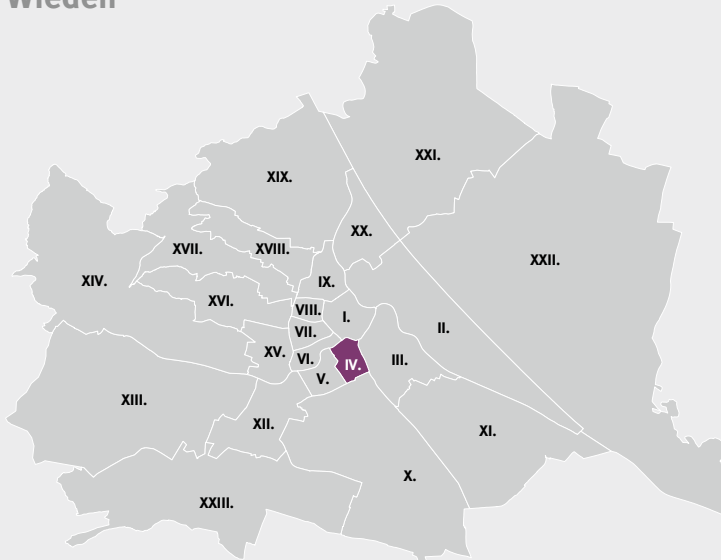 Wieden
XXI.
XIX.
XX.
XVII.
XVIII.
XXII.
XIV.
IX.
XVI.
VIII.
I.
II.
VII.
XV.
VI.
IV.
III.
V.
XIII.
XII.
XI.
X.
XXIII.